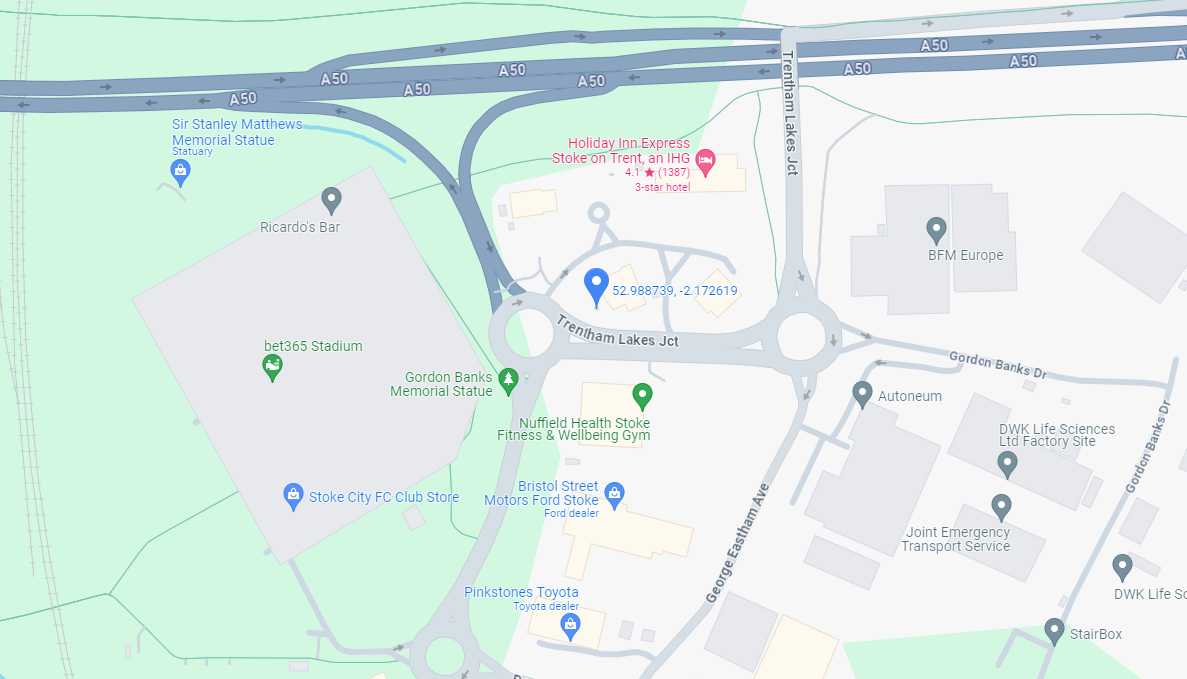 A50
A50
A50
A50
A50
A50
A50
A50
A
Trentham Lakes Jct
Sir Stanley Matthews
Memorial Statue
Statuary
Holiday Inn Express
Stoke on Trent, an IHG
4.1 ★ (1387)
3-star hotel
Ricardo's Bar
BFM Europe
52.988739, -2.172619
Trentham Lakes Jct
bet365 Stadium
Gordon Banks Dr
Gordon Banks
Memorial Statue
Autoneum
Nuffield Health Stoke
Fitness & Wellbeing Gym
DWK Life Sciences
Ltd Factory Site
Gordon Banks Dr
Bristol Street
Motors Ford Stoke
Ford dealer
Stoke City FC Club Store
George Eastham Ave
Joint Emergency
Transport Service
Pinkstones Toyota
Toyota dealer
DWK Life Sc
StairBox